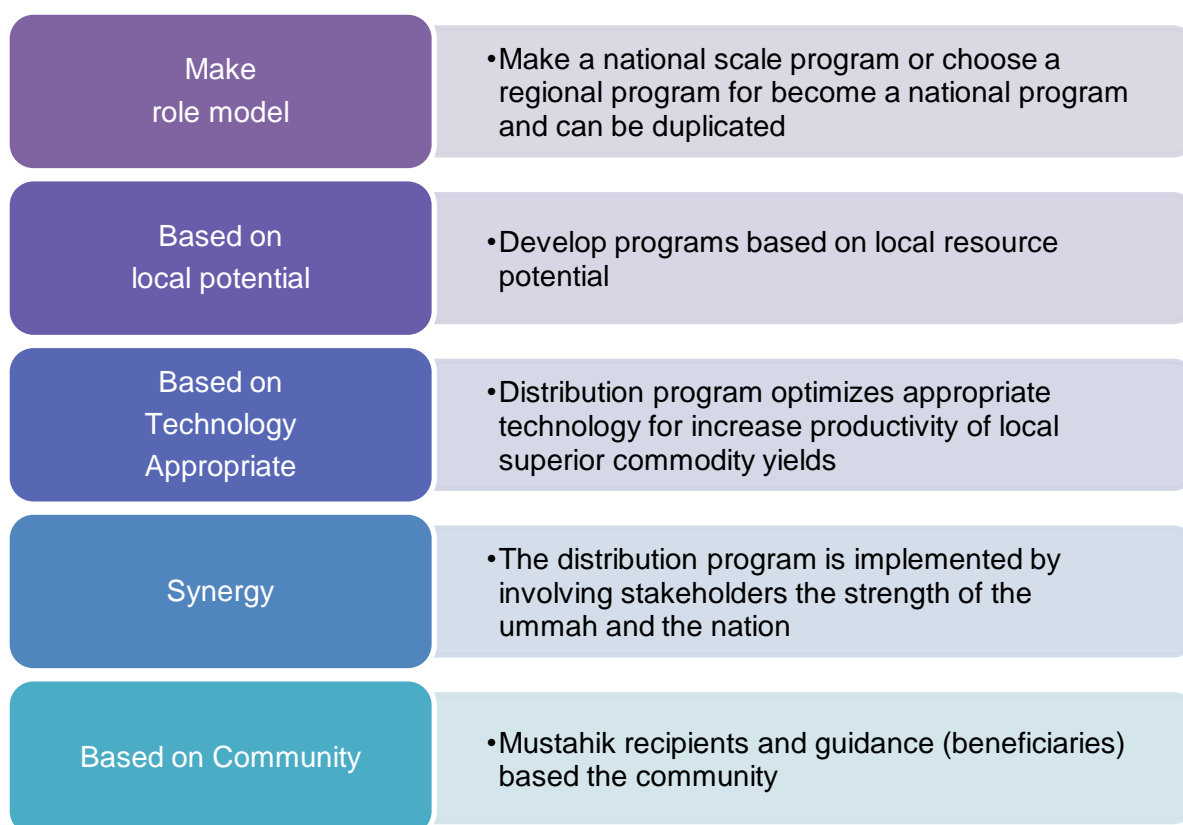 Make
role model
•Make a national scale program or choose a
regional program for become a national program
and can be duplicated
Based on
local potential
•Develop programs based on local resource
potential
Based on
Technology
Appropriate
•Distribution program optimizes appropriate
technology for increase productivity of local
superior commodity yields
Synergy
•The distribution program is implemented by
involving stakeholders the strength of the
ummah and the nation
Based on Community
•Mustahik recipients and guidance (beneficiaries)
based the community